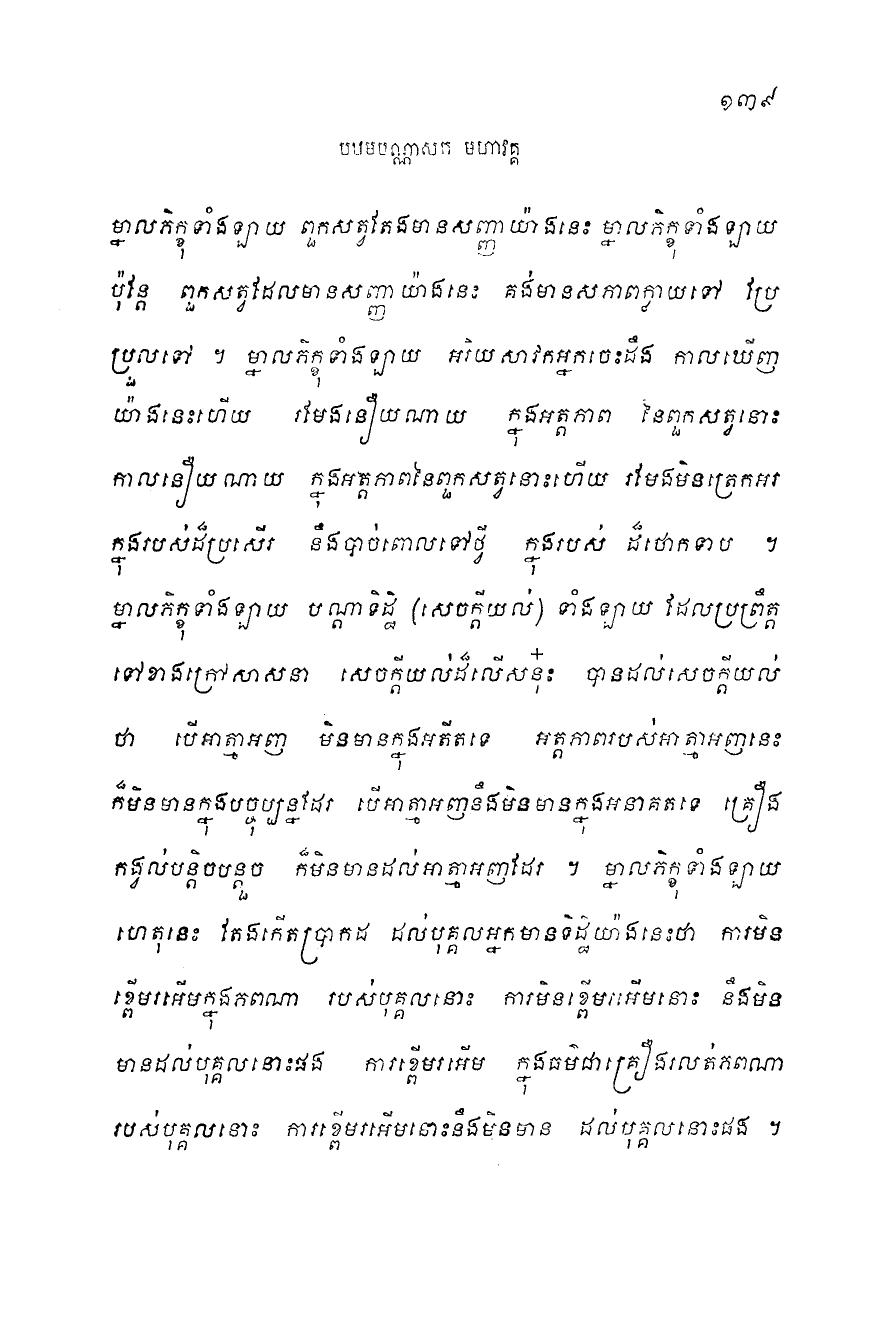 ១៣៩
បឋមបណ្ណាសក មហាវគ្គ
ម្នាលភិក្ខុទាំងឡាយ ពួកសត្វតែងមានសញ្ញាយ៉ាងនេះ ម្នាលភិក្ខុទាំងឡាយ
ប៉ុន្តែ ពួកសត្វដែលមានសញ្ញាយ៉ាងនេះ គង់មានសភាពក្លាយទៅ ប្រែ
ប្រួលទៅ ។ ម្នាលភិក្ខុទាំងឡាយ អរិយសាវកអ្នកចេះដឹង កាលឃើញ
យ៉ាងនេះហើយ រមែងនឿយណាយ ក្នុងអត្តភាព នៃពួកសត្វនោះ
កាលនឿយណាយ ក្នុងអត្តភាពនៃពួកសត្វនោះហើយ រមែងមិនត្រេកអរ
ក្នុងរបស់ដ៏ប្រសើរ នឹងបាច់ពោលទៅថ្វី ក្នុងរបស់ ដ៏ថោកទាប ។
ម្នាលភិក្ខុទាំងឡាយ បណ្តាទិដ្ឋិ (សេចក្តីយល់) ទាំងឡាយ ដែលប្រព្រឹត្ត
ទៅខាងក្រៅសាសនា សេចក្តីយល់ដ៏លើសន៉ុះ បានដល់សេចក្តីយល់
ថា បើអាត្មាអញ មិនមានក្នុងអតីតទេ អត្តភាពរបស់អាត្មាអញនេះ
ក៏មិនមានក្នុងបច្ចុប្បន្នដែរ បើអាត្មាអញនឹងមិនមានក្នុងអនាគតទេ គ្រឿង
កង្វល់បន្តិចបន្តួច ក៏មិនមានដល់អាត្មាអញដែរ ។ ម្នាលភិក្ខុទាំងឡាយ
ហេតុនេះ តែងកើតប្រាកដ ដល់បុគ្គលអ្នកមានទិដ្ឋិយ៉ាងនេះថា ការមិន
ខ្ពើមរអើមក្នុងភពណា របស់បុគ្គលនោះ ការមិនខ្ពើមរអើមនោះ នឹងមិន
មានដល់បុគ្គលនោះផង ការខ្ពើមរអើម ក្នុងធម៌ជាគ្រឿងរលត់ភពណា
របស់បុគ្គលនោះ ការខ្ពើមរអើមនោះនឹងមិនមាន ដល់បុគ្គលនោះផង ។